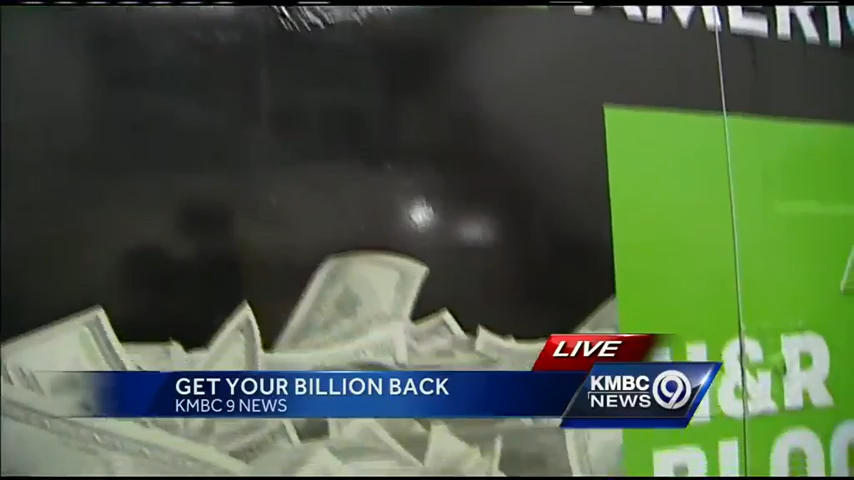 LIVE
GET YOUR BILLION BACK
KMBC 9 NEWS
KMBC 9
NEWS
H&R